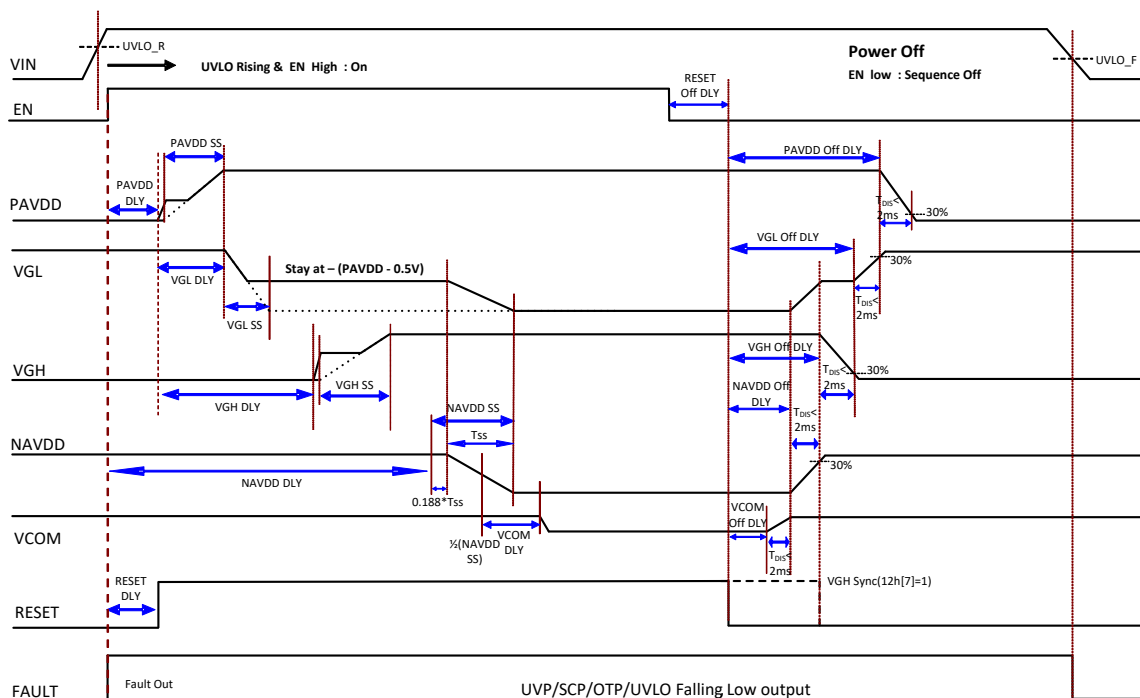 UVLO_R
VIN
UVLO Rising & EN High : On
Power Off
EN low : Sequence Off
UVLO_F
EN
RESET
Off DLY
PAVDD SS
PAVDD Off DLY
PAVDD
DLY
PAVDD
TDIS<
2ms
30%
VGL
VGL DLY
Stay at – (PAVDD - 0.5V)
VGL Off DLY
30%
VGL SS
TDIS<
2ms
VGH
VGH DLY
VGH SS
VGH Off DLY
TDIS<
2ms
30%
NAVDD SS
Tss
NAVDD Off
DLY
TDIS<
2ms
NAVDD
NAVDD DLY
0.188*Tss
30%
VCOM
½(NAVDD
SS)
VCOM
DLY
VCOM
Off DLY
TDIS<
2ms
RESET
DLY
RESET
VGH Sync(12h[7]=1)
FAULT
Fault Out
UVP/SCP/OTP/UVLO Falling Low output